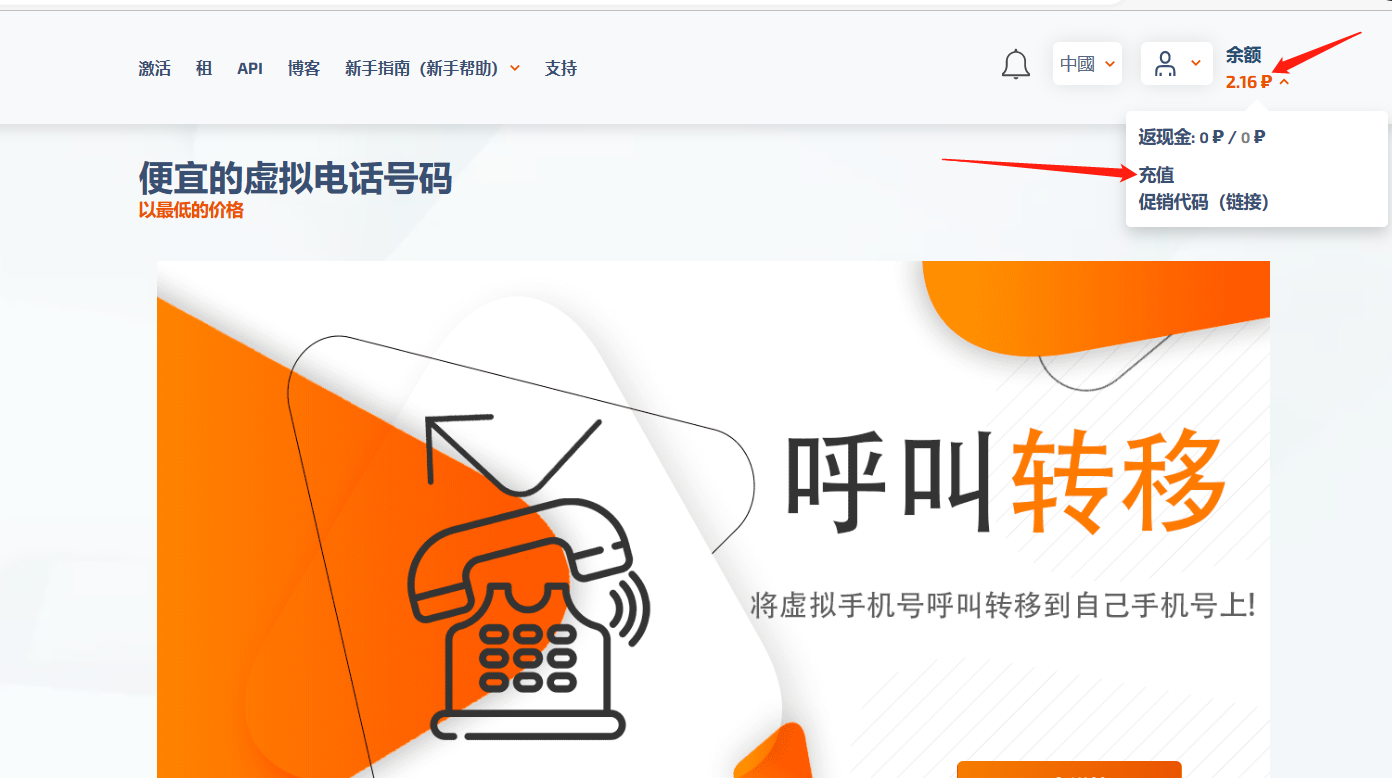 激活 租 API 博客 新手指南（新手帮助） 支持 中國 余额
2.16 ₽
返现金: 0 ₽ / 0 ₽
充值
促销代码（链接）
便宜的虚拟电话号码
以最低的价格
呼叫转移
将虚拟手机号呼叫转移到自己手机号上!